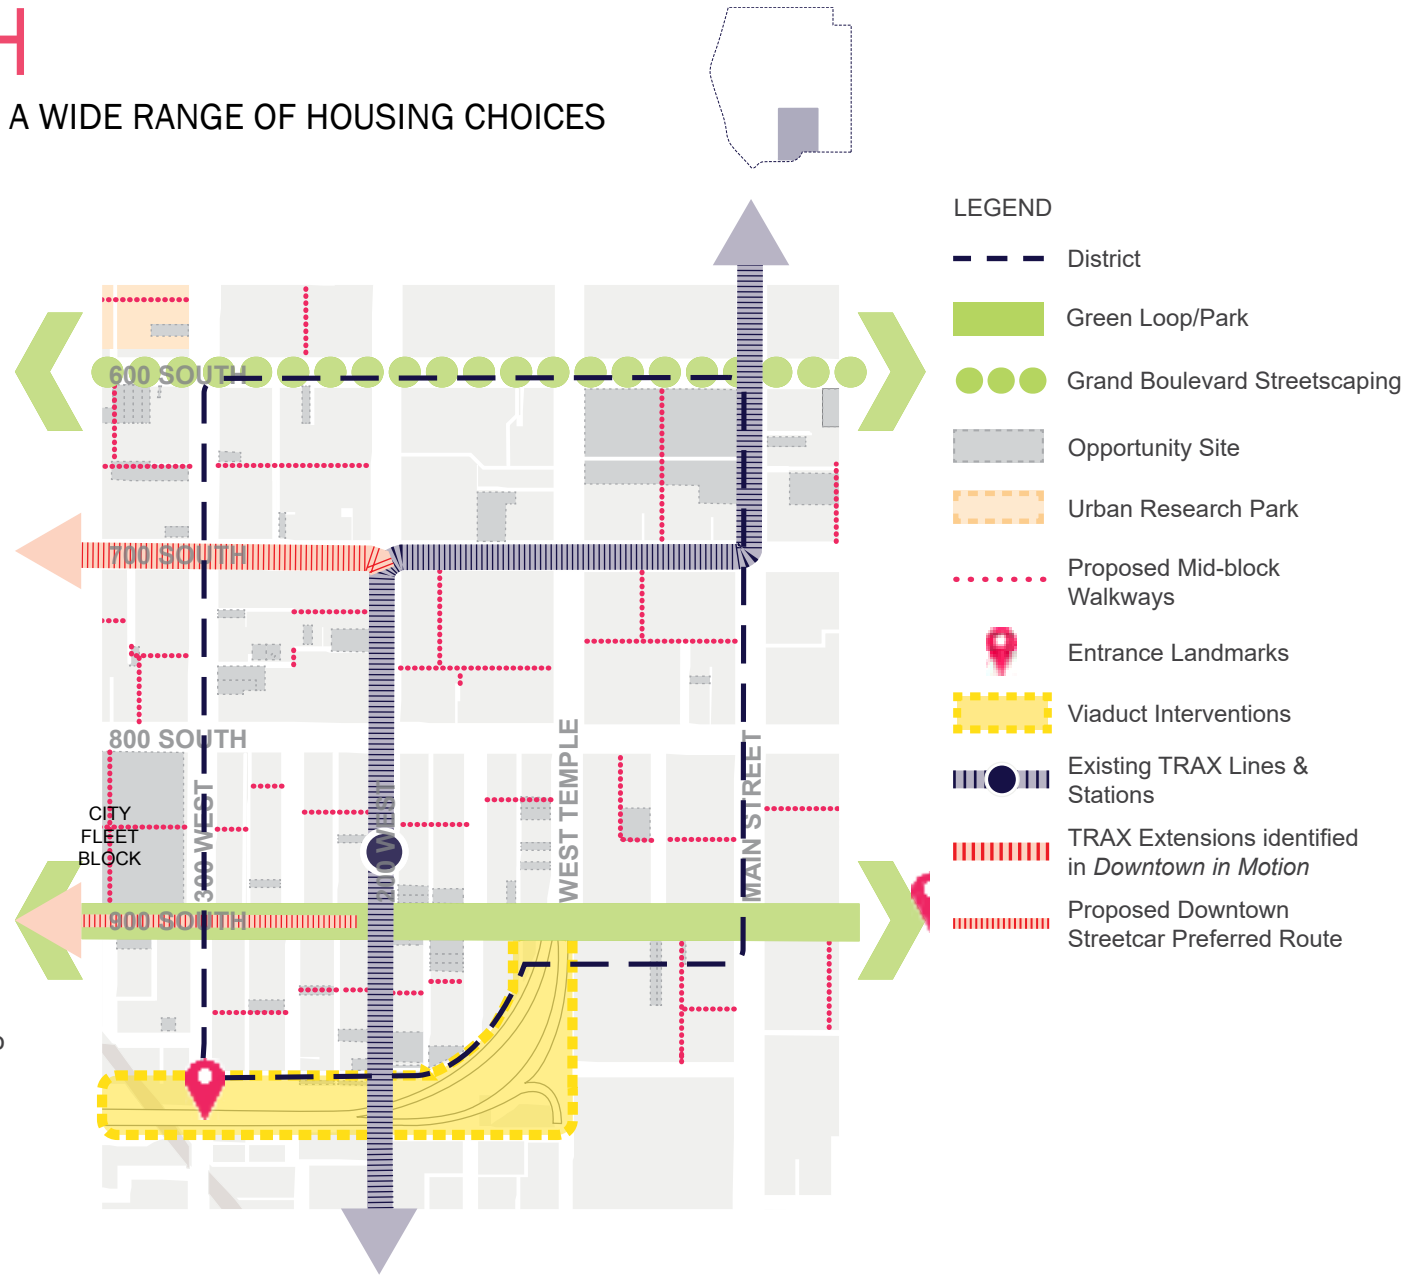 H
A WIDE RANGE OF HOUSING CHOICES
LEGEND
District
Green Loop/Park
Grand Boulevard Streetscaping
Opportunity Site
Urban Research Park
Proposed Mid-block
Walkways
Entrance Landmarks
Viaduct Interventions
Existing TRAX Lines &
Stations
TRAX Extensions identified
in Downtown in Motion
Proposed Downtown
Streetcar Preferred Route
600 SOUTH
700 SOUTH
800 SOUTH
CITY
FLEET
BLOCK
300 WEST
200 WEST
WEST TEMPLE
MAIN STREET
900 SOUTH